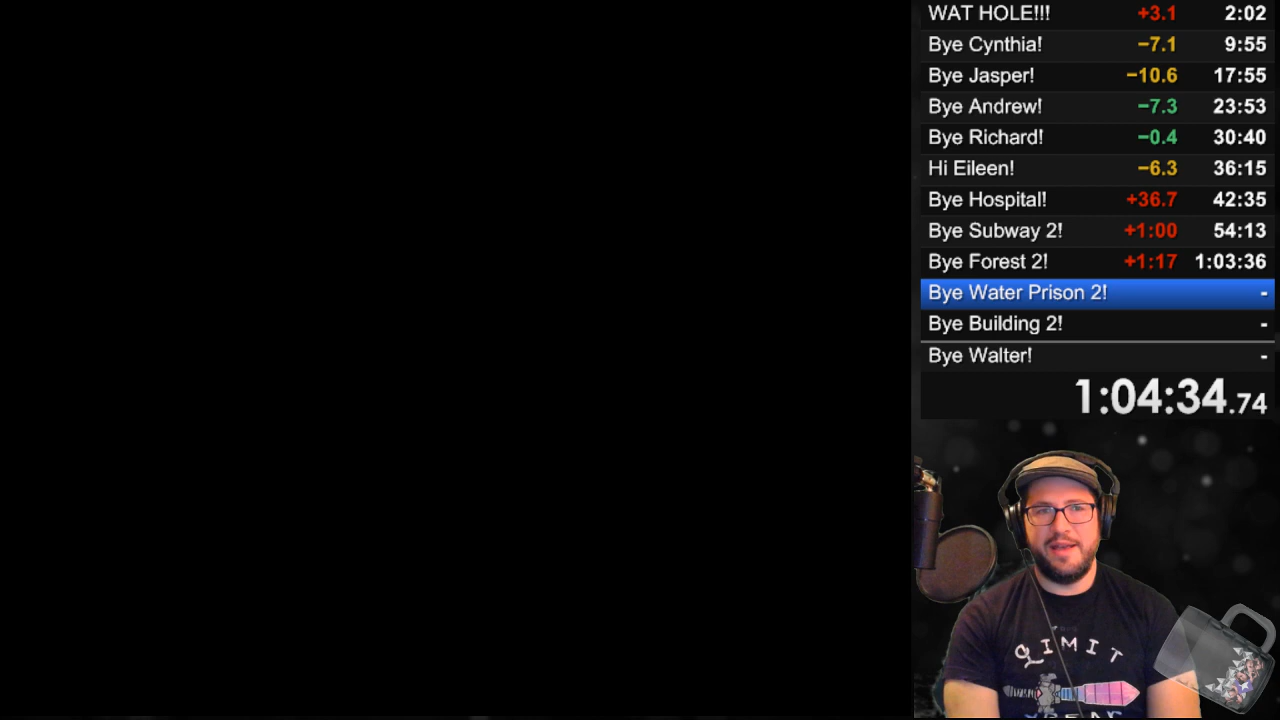 WAT HOLE!!! +3.1 2:02
Bye Cynthia! −7.1 9:55
Bye Jasper! −10.6 17:55
Bye Andrew! −7.3 23:53
Bye Richard! −0.4 30:40
Hi Eileen! −6.3 36:15
Bye Hospital! +36.7 42:35
Bye Subway 2! +1:00 54:13
Bye Forest 2! +1:17 1:03:36
Bye Water Prison 2! -
Bye Building 2! -
Bye Walter! -
1:04:34.74
LIMIT